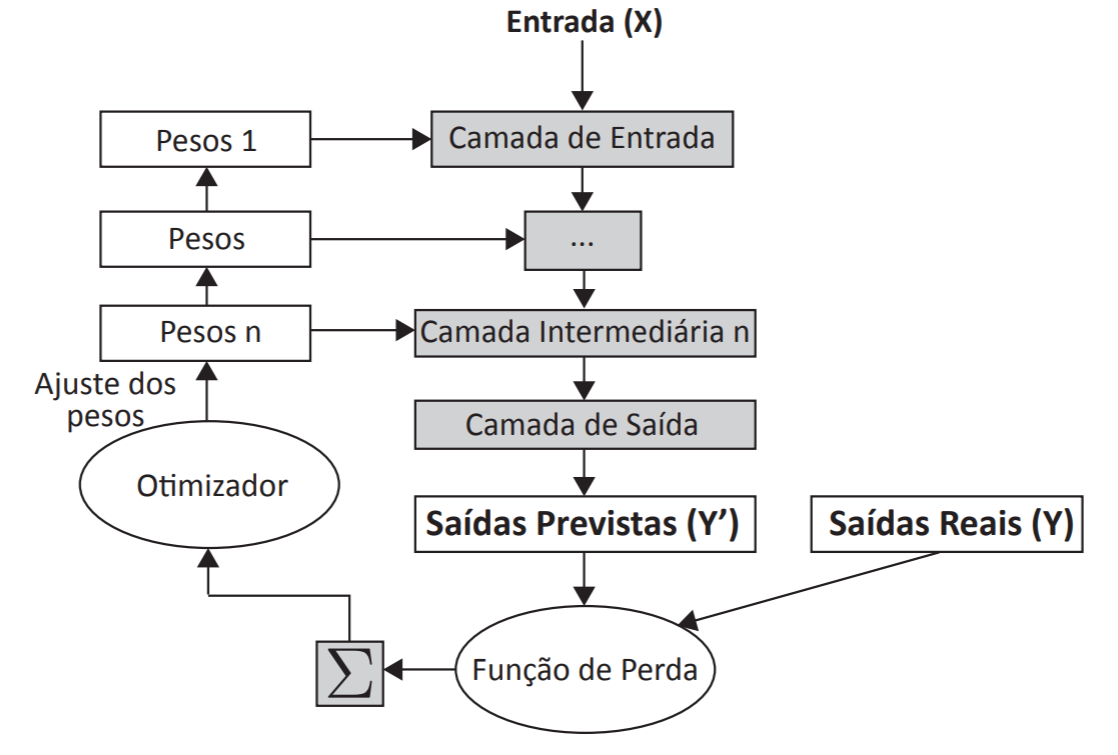 Entrada (X)
Pesos 1
Camada de Entrada
Pesos
...
Pesos n
Camada Intermediária n
Ajuste dos
pesos
Camada de Saída
Otimizador
Saídas Previstas (Y’)
Saídas Reais (Y)
Função de Perda
∑